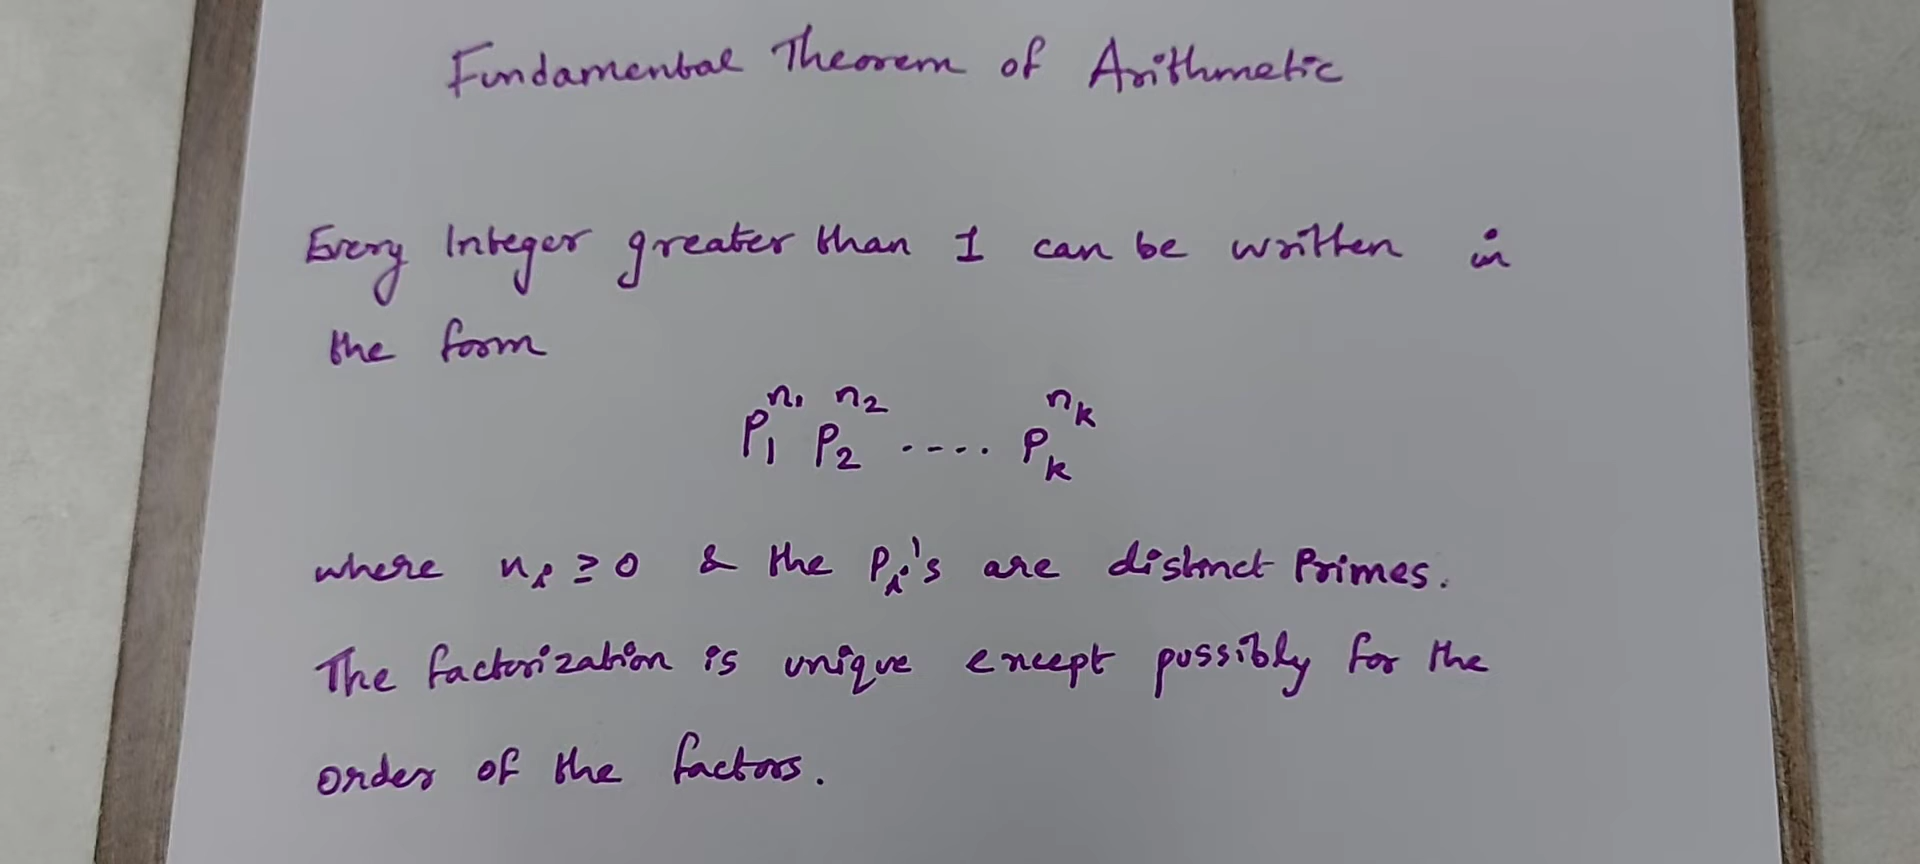 Fundamental Theorem of Arithmetic
Every Integer greater than 1 can be written in
the form
p₁^n₁ p₂^n₂ ..... p_k^n_k
where nᵢ ≥ 0 & the Pᵢ's are distinct Primes.
The factorization is unique except possibly for the
order of the factors.